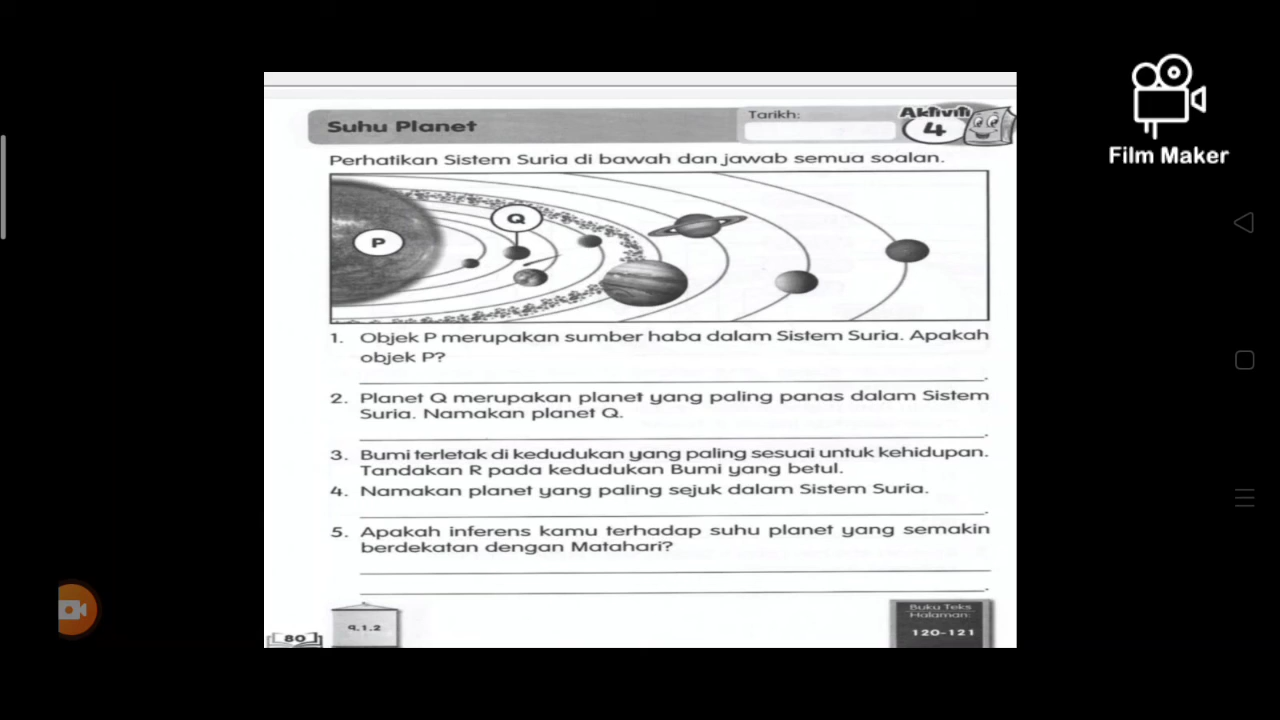 Film Maker
Suhu Planet
Tarikh:
Aktiviti
4
Perhatikan Sistem Suria di bawah dan jawab semua soalan.
P
Q
1. Objek P merupakan sumber haba dalam Sistem Suria. Apakah
objek P?
2. Planet Q merupakan planet yang paling panas dalam Sistem
Suria. Namakan planet Q.
3. Bumi terletak di kedudukan yang paling sesuai untuk kehidupan.
Tandakan R pada kedudukan Bumi yang betul.
4. Namakan planet yang paling sejuk dalam Sistem Suria.
5. Apakah inferens kamu terhadap suhu planet yang semakin
berdekatan dengan Matahari?
80
9.1.2
Buku Teks
Halaman:
120-121